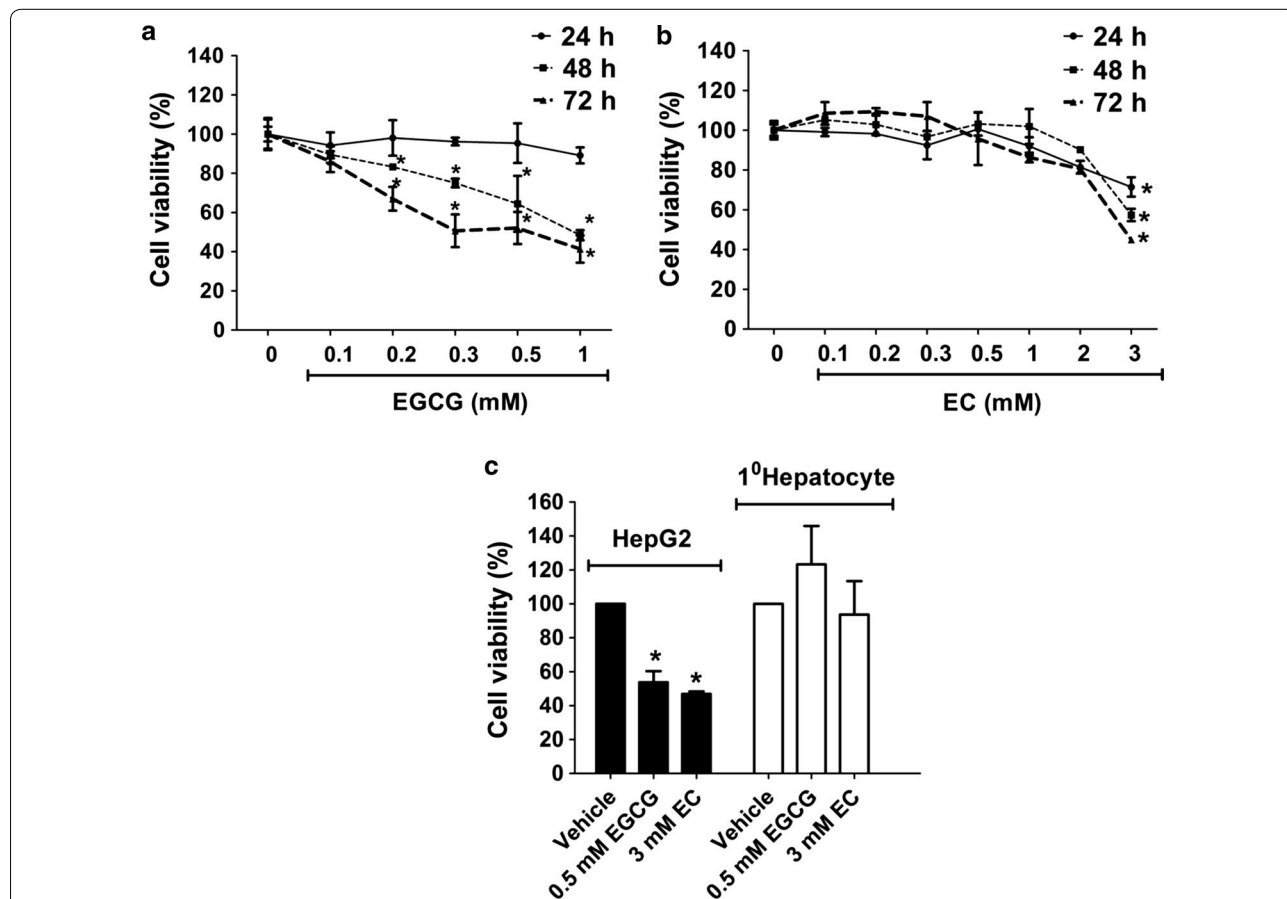 a
24 h
48 h
72 h
Cell viability (%)
140
120
100
80
60
40
20
0
* * * * * * * *
0 0.1 0.2 0.3 0.5 1
EGCG (mM)
b
24 h
48 h
72 h
Cell viability (%)
140
120
100
80
60
40
20
0
*
*
*
0 0.1 0.2 0.3 0.5 1 2 3
EC (mM)
c
1⁰Hepatocyte
HepG2
Cell viability (%)
160
140
120
100
80
60
40
20
0
* *
Vehicle
0.5 mM EGCG
3 mM EC
Vehicle
0.5 mM EGCG
3 mM EC